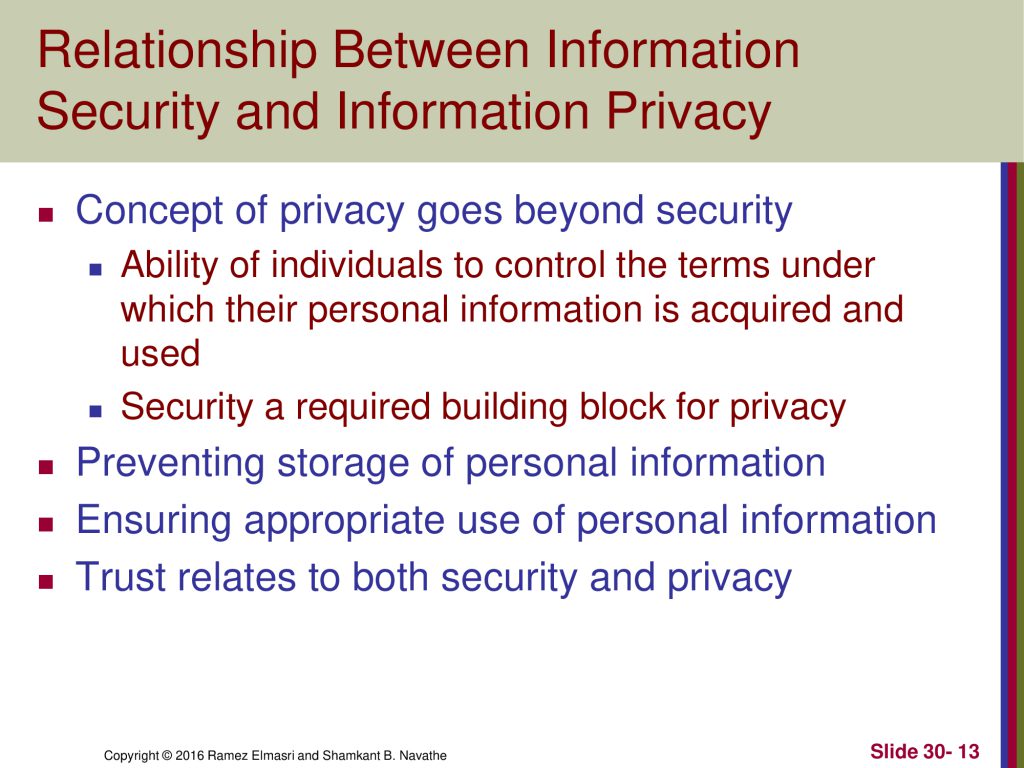 Relationship Between Information
Security and Information Privacy
Concept of privacy goes beyond security
Ability of individuals to control the terms under
which their personal information is acquired and
used
Security a required building block for privacy
Preventing storage of personal information
Ensuring appropriate use of personal information
Trust relates to both security and privacy
Copyright © 2016 Ramez Elmasri and Shamkant B. Navathe
Slide 30- 13